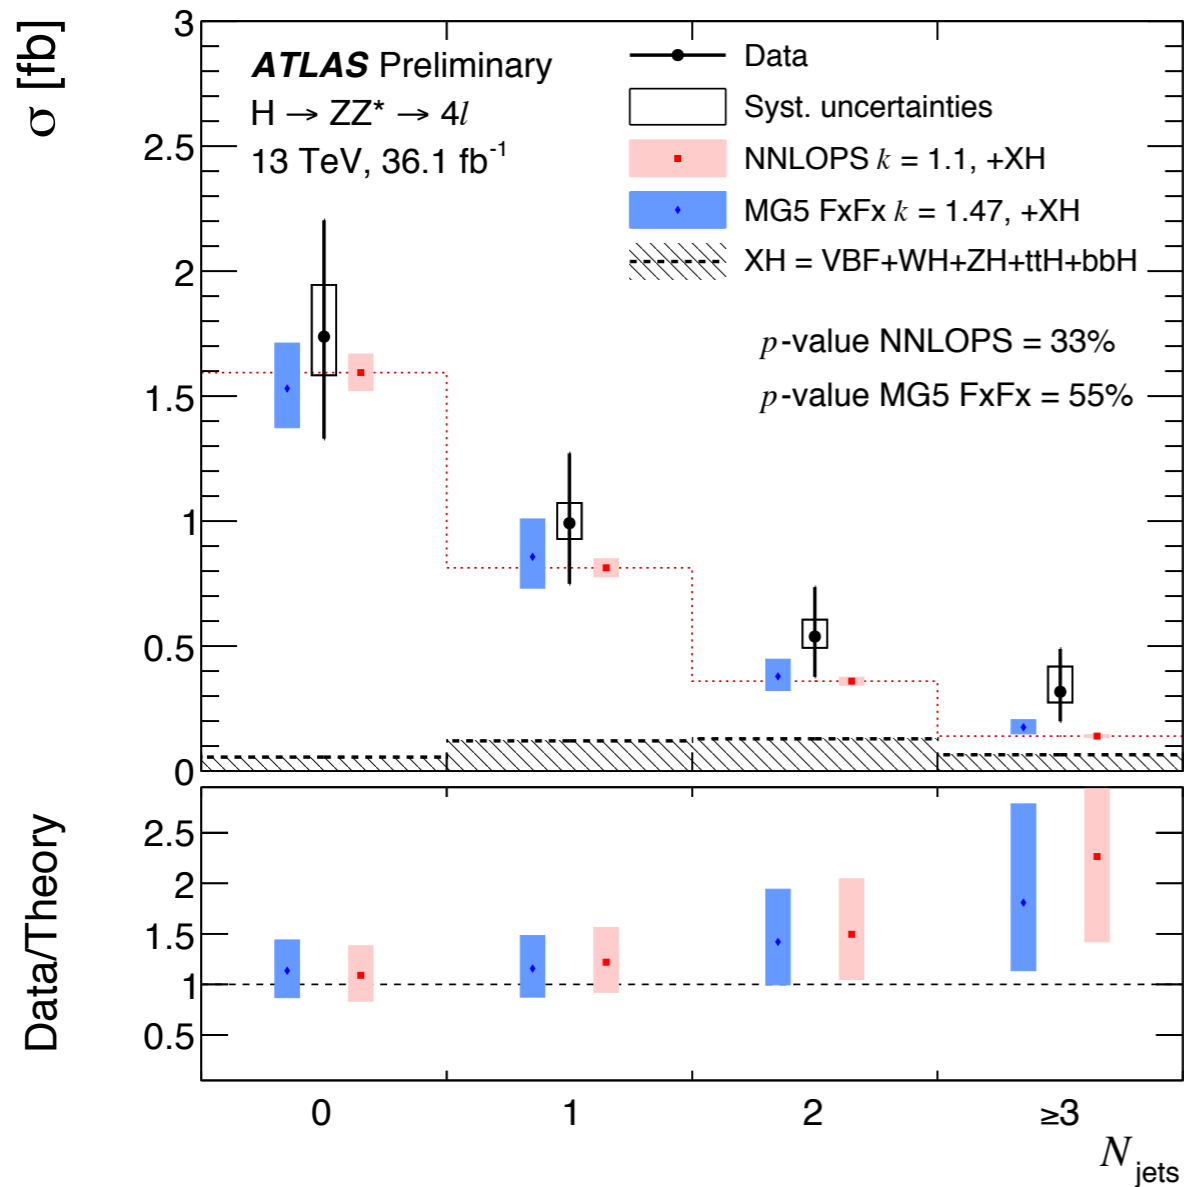 σ [fb]
3
2.5
2
1.5
1
0.5
0
ATLAS Preliminary
H → ZZ* → 4l
13 TeV, 36.1 fb⁻¹
Data
Syst. uncertainties
NNLOPS k = 1.1, +XH
MG5 FxFx k = 1.47, +XH
XH = VBF+WH+ZH+ttH+bbH
p-value NNLOPS = 33%
p-value MG5 FxFx = 55%
Data/Theory
2.5
2
1.5
1
0.5
0 1 2 ≥3
N jets